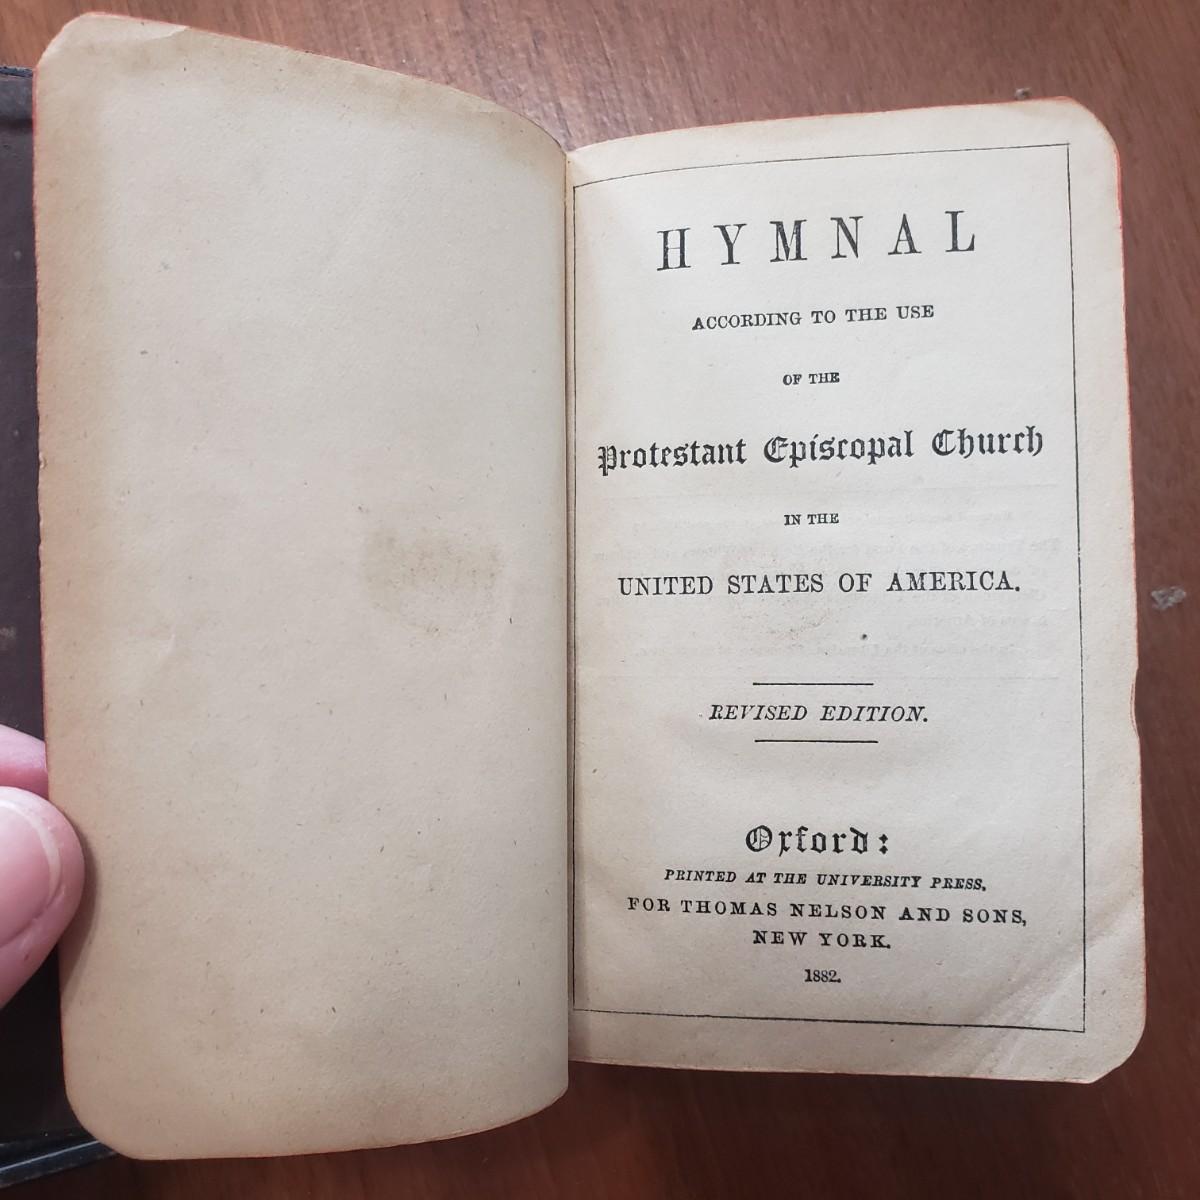 HYMNAL
ACCORDING TO THE USE
OF THE
Protestant Episcopal Church
IN THE
UNITED STATES OF AMERICA.
REVISED EDITION.
Oxford:
PRINTED AT THE UNIVERSITY PRESS,
FOR THOMAS NELSON AND SONS,
NEW YORK.
1882.